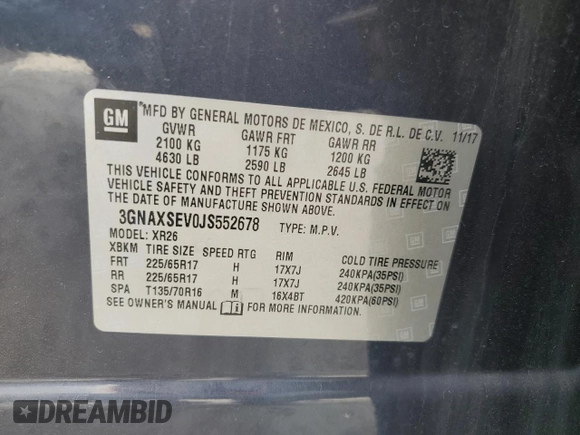 GM
MFD BY GENERAL MOTORS DE MEXICO, S. DE R.L. DE C.V. 11/17
GVWR GAWR FRT GAWR RR
2100 KG 1175 KG 1200 KG
4630 LB 2590 LB 2645 LB
THIS VEHICLE CONFORMS TO ALL APPLICABLE U.S. FEDERAL MOTOR
VEHICLE SAFETY AND THEFT PREVENTION STANDARDS IN EFFECT ON
THE DATE OF MANUFACTURE SHOWN ABOVE.
3GNAXSEV0JS552678 TYPE: M.P.V.
MODEL: XR26
XBKM TIRE SIZE SPEED RTG RIM COLD TIRE PRESSURE
FRT 225/65R17 H 17X7J 240KPA(35PSI)
RR 225/65R17 H 17X7J 240KPA(35PSI)
SPA T135/70R16 M 16X4BT 420KPA(60PSI)
SEE OWNER'S MANUAL FOR MORE INFORMATION.
DREAMBID